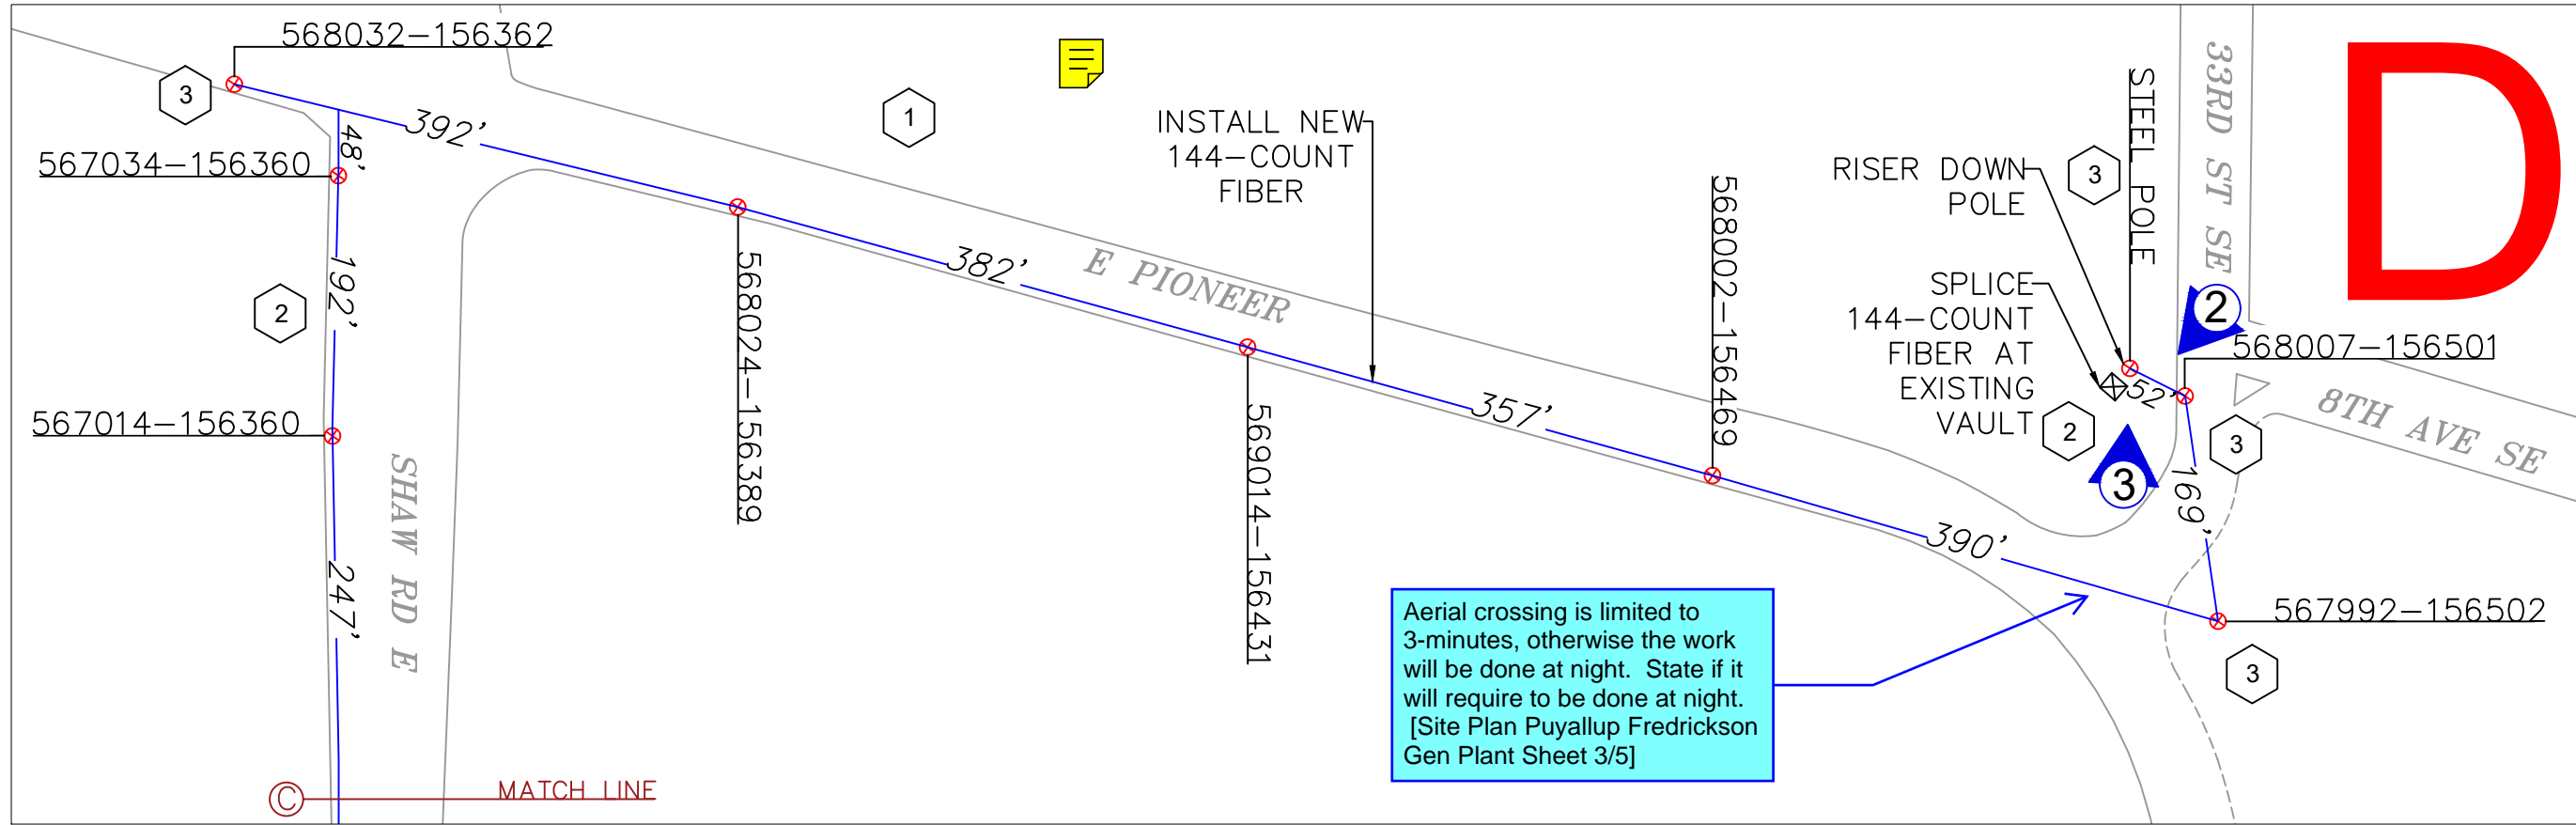 568032-156362
3
392'
48'
567034-156360
192'
2
567014-156360
247'
SHAW RD E
C
MATCH LINE
1
568024-156389
382'
E PIONEER
INSTALL NEW
144-COUNT
FIBER
569014-156431
357'
568002-156469
390'
RISER DOWN
POLE
3
STEEL POLE
33RD ST SE
D
SPLICE
144-COUNT
FIBER AT
EXISTING
VAULT
2
52'
2
568007-156501
3
3
8TH AVE SE
169'
567992-156502
3
Aerial crossing is limited to
3-minutes, otherwise the work
will be done at night. State if it
will require to be done at night.
[Site Plan Puyallup Fredrickson
Gen Plant Sheet 3/5]